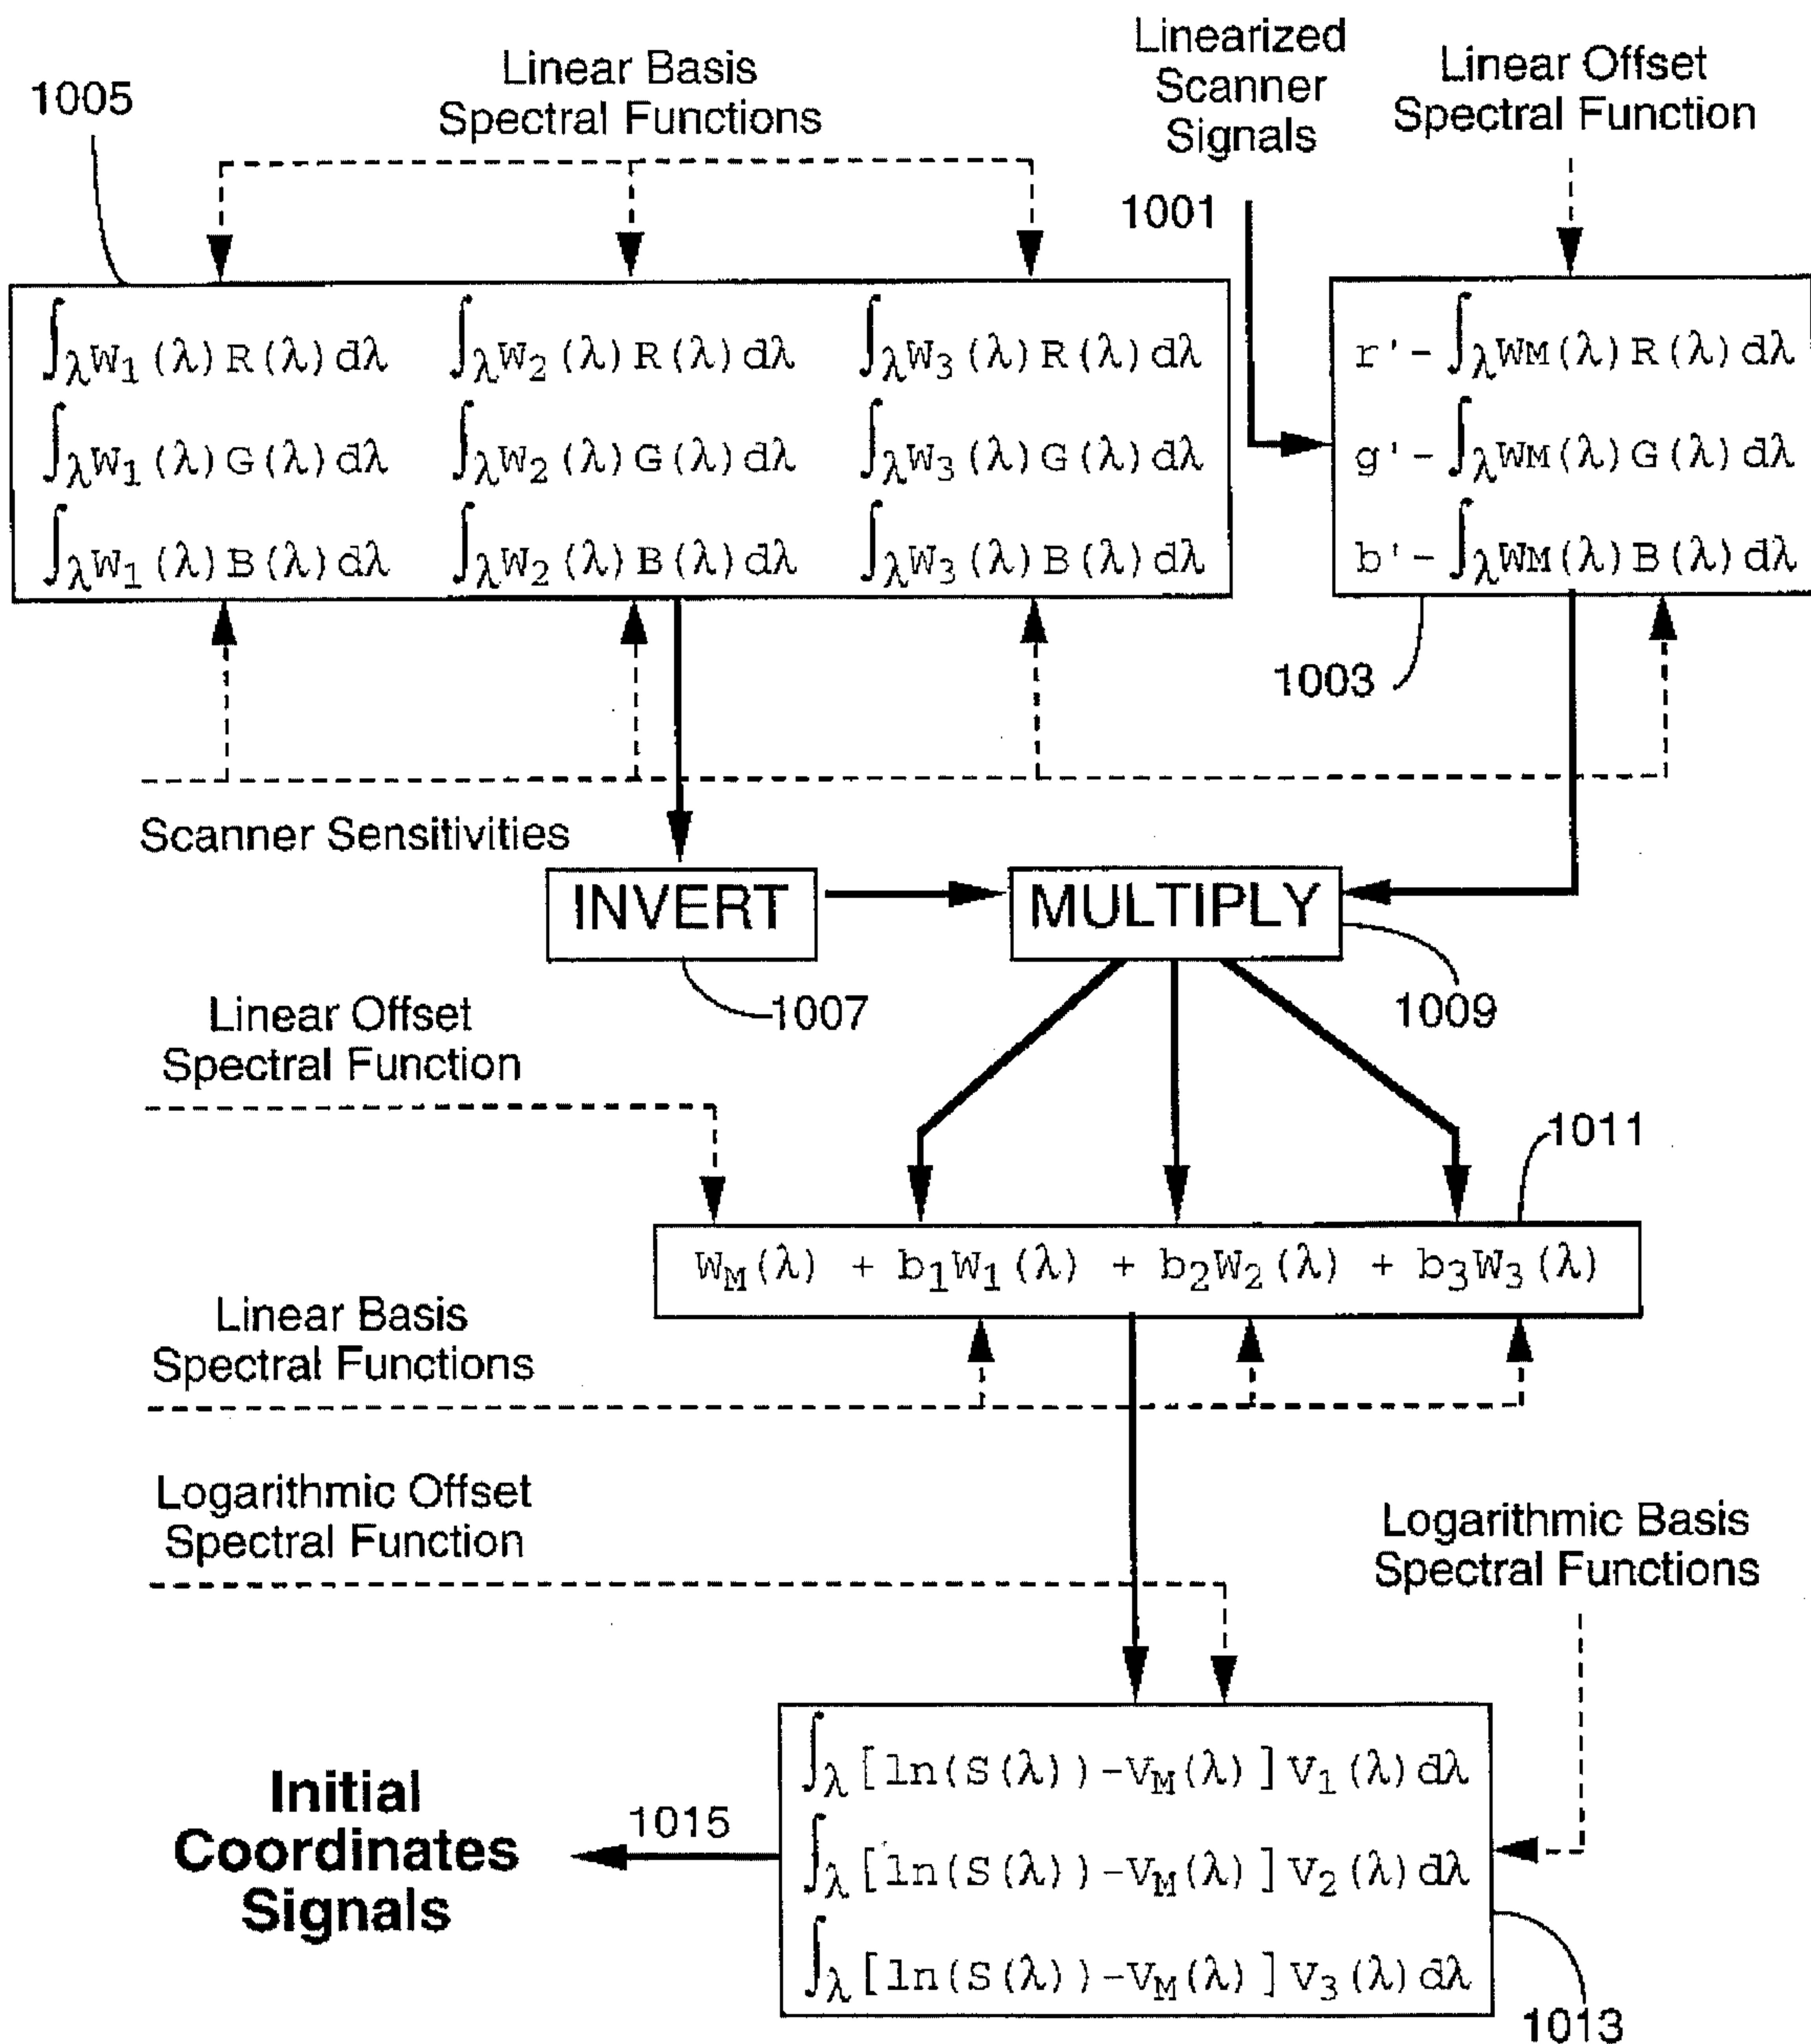 Linear Basis
Spectral Functions
Linearized
Scanner
Signals
Linear Offset
Spectral Function
1005
1001
∫λW1(λ)R(λ)dλ ∫λW2(λ)R(λ)dλ ∫λW3(λ)R(λ)dλ
∫λW1(λ)G(λ)dλ ∫λW2(λ)G(λ)dλ ∫λW3(λ)G(λ)dλ
∫λW1(λ)B(λ)dλ ∫λW2(λ)B(λ)dλ ∫λW3(λ)B(λ)dλ
r'-∫λWM(λ)R(λ)dλ
g'-∫λWM(λ)G(λ)dλ
b'-∫λWM(λ)B(λ)dλ
1003
Scanner Sensitivities
INVERT
MULTIPLY
1007
1009
Linear Offset
Spectral Function
1011
WM(λ) + b1W1(λ) + b2W2(λ) + b3W3(λ)
Linear Basis
Spectral Functions
Logarithmic Offset
Spectral Function
Logarithmic Basis
Spectral Functions
∫λ[ln(S(λ))-VM(λ)]V1(λ)dλ
∫λ[ln(S(λ))-VM(λ)]V2(λ)dλ
∫λ[ln(S(λ))-VM(λ)]V3(λ)dλ
1015
Initial
Coordinates
Signals
1013